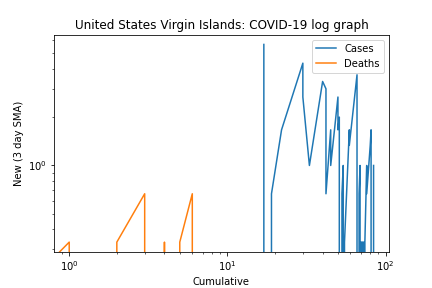 United States Virgin Islands: COVID-19 log graph
Cases
Deaths
New (3 day SMA)
10⁰
10⁰ 10¹ 10²
Cumulative